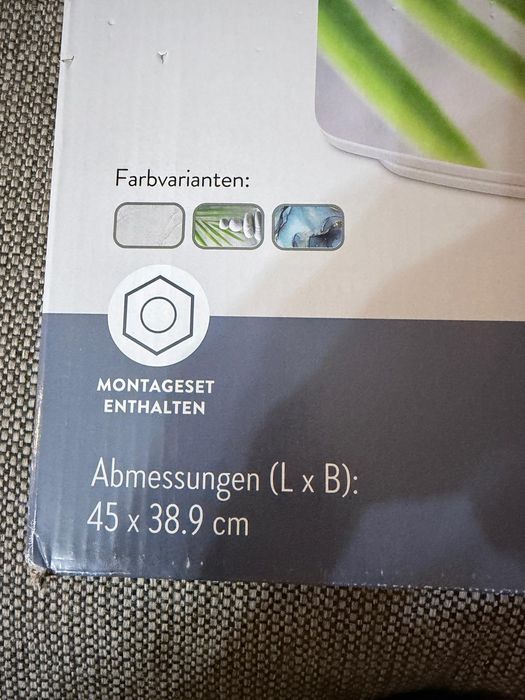 Farbvarianten:
MONTAGESET
ENTHALTEN
Abmessungen (L x B):
45 x 38.9 cm